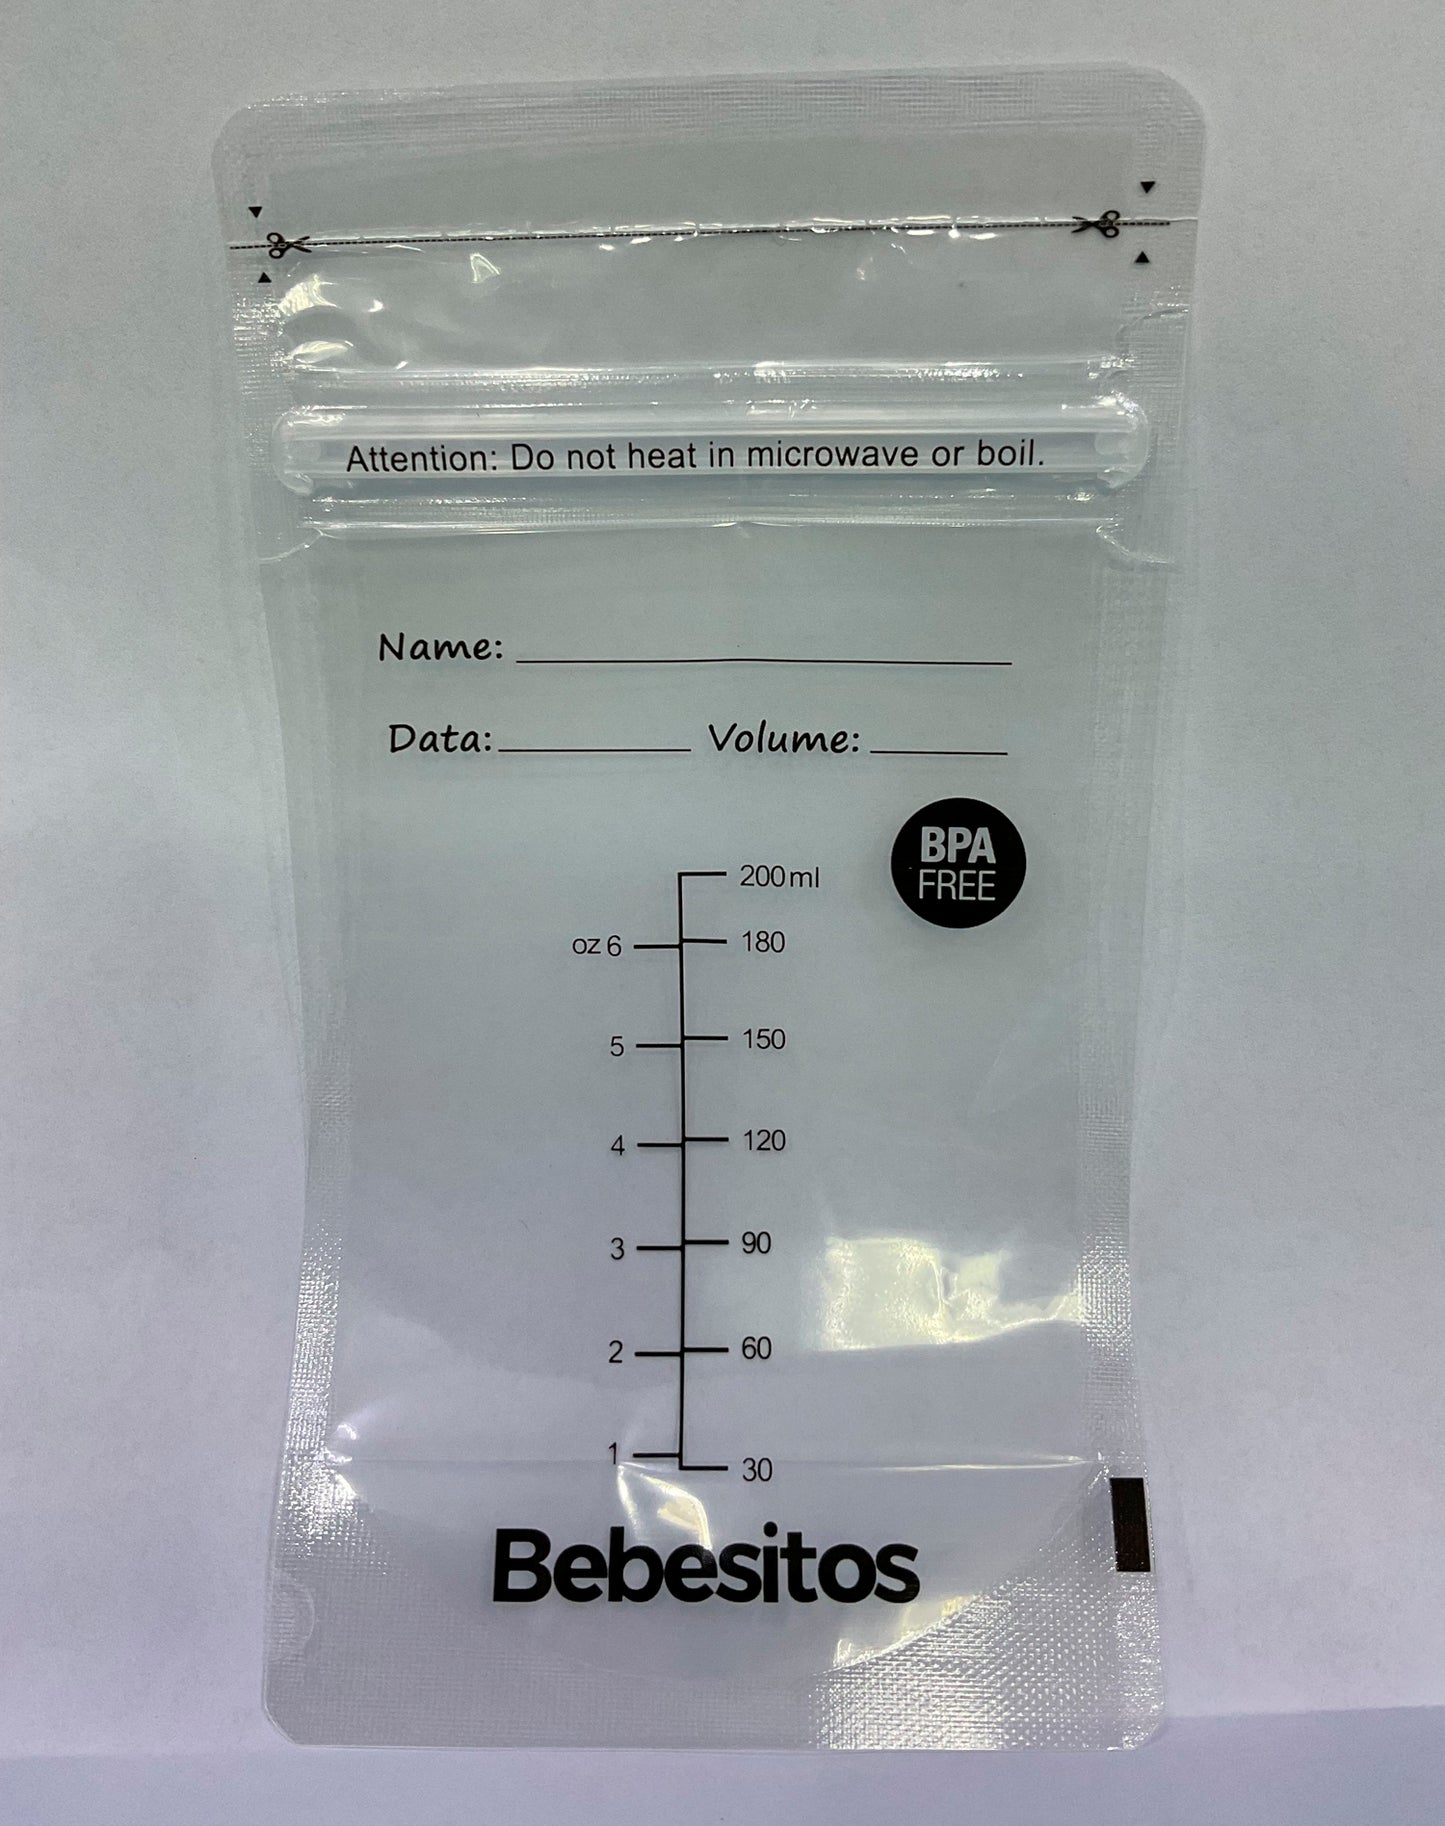 Attention: Do not heat in microwave or boil.
Name:
Data: Volume:
BPA
FREE
200ml
oz 6 180
5 150
4 120
3 90
2 60
1 30
Bebesitos